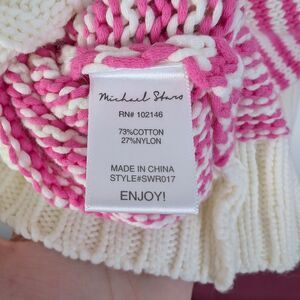 Michael Stars
RN# 102146
73%COTTON
27%NYLON
MADE IN CHINA
STYLE#SWR017
ENJOY!